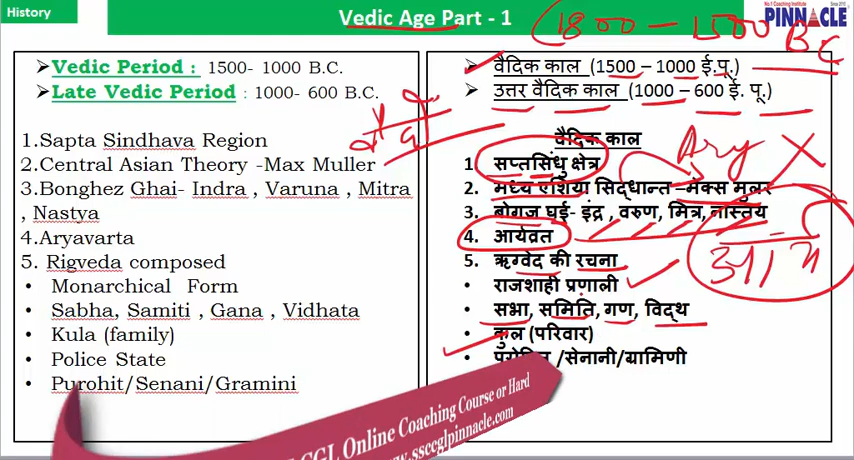 History
Vedic Age Part - 1
No.1 Coaching Institute
Since 2010
PINNACLE
(1800 - 1500 BC
➢Vedic Period : 1500- 1000 B.C.
➢Late Vedic Period : 1000- 600 B.C.
1.Sapta Sindhava Region
2.Central Asian Theory -Max Muller
3.Bonghez Ghai- Indra , Varuna , Mitra
, Nastya
4.Aryavarta
5. Rigveda composed
• Monarchical Form
• Sabha, Samiti , Gana , Vidhata
• Kula (family)
• Police State
• Purohit/Senani/Gramini
➢वैदिक काल (1500 – 1000 ई.पू.)
➢उत्तर वैदिक काल (1000 – 600 ई. पू.)
वैदिक काल
1. सप्तसिंधु क्षेत्र
2. मध्य एशिया सिद्धान्त –मैक्स मुलर
3. बोगज घई- इंद्र , वरुण, मित्र, नास्तिय
4. आर्यव्रत
5. ऋग्वेद की रचना
• राजशाही प्रणाली
• सभा, समिति, गण, विद्थ
• कुल (परिवार)
• /सेनानी/ग्रामिणी
Ary
CGL Online Coaching Course or Hard
www.ssccglpinnacle.com